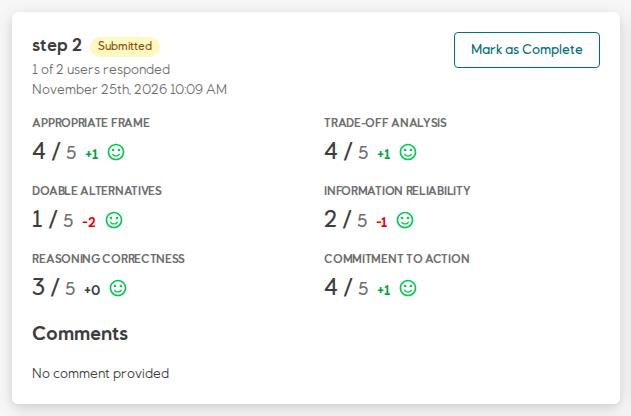 step 2 Submitted
Mark as Complete
1 of 2 users responded
November 25th, 2026 10:09 AM
APPROPRIATE FRAME
4 / 5 +1
TRADE-OFF ANALYSIS
4 / 5 +1
DOABLE ALTERNATIVES
1 / 5 -2
INFORMATION RELIABILITY
2 / 5 -1
REASONING CORRECTNESS
3 / 5 +0
COMMITMENT TO ACTION
4 / 5 +1
Comments
No comment provided